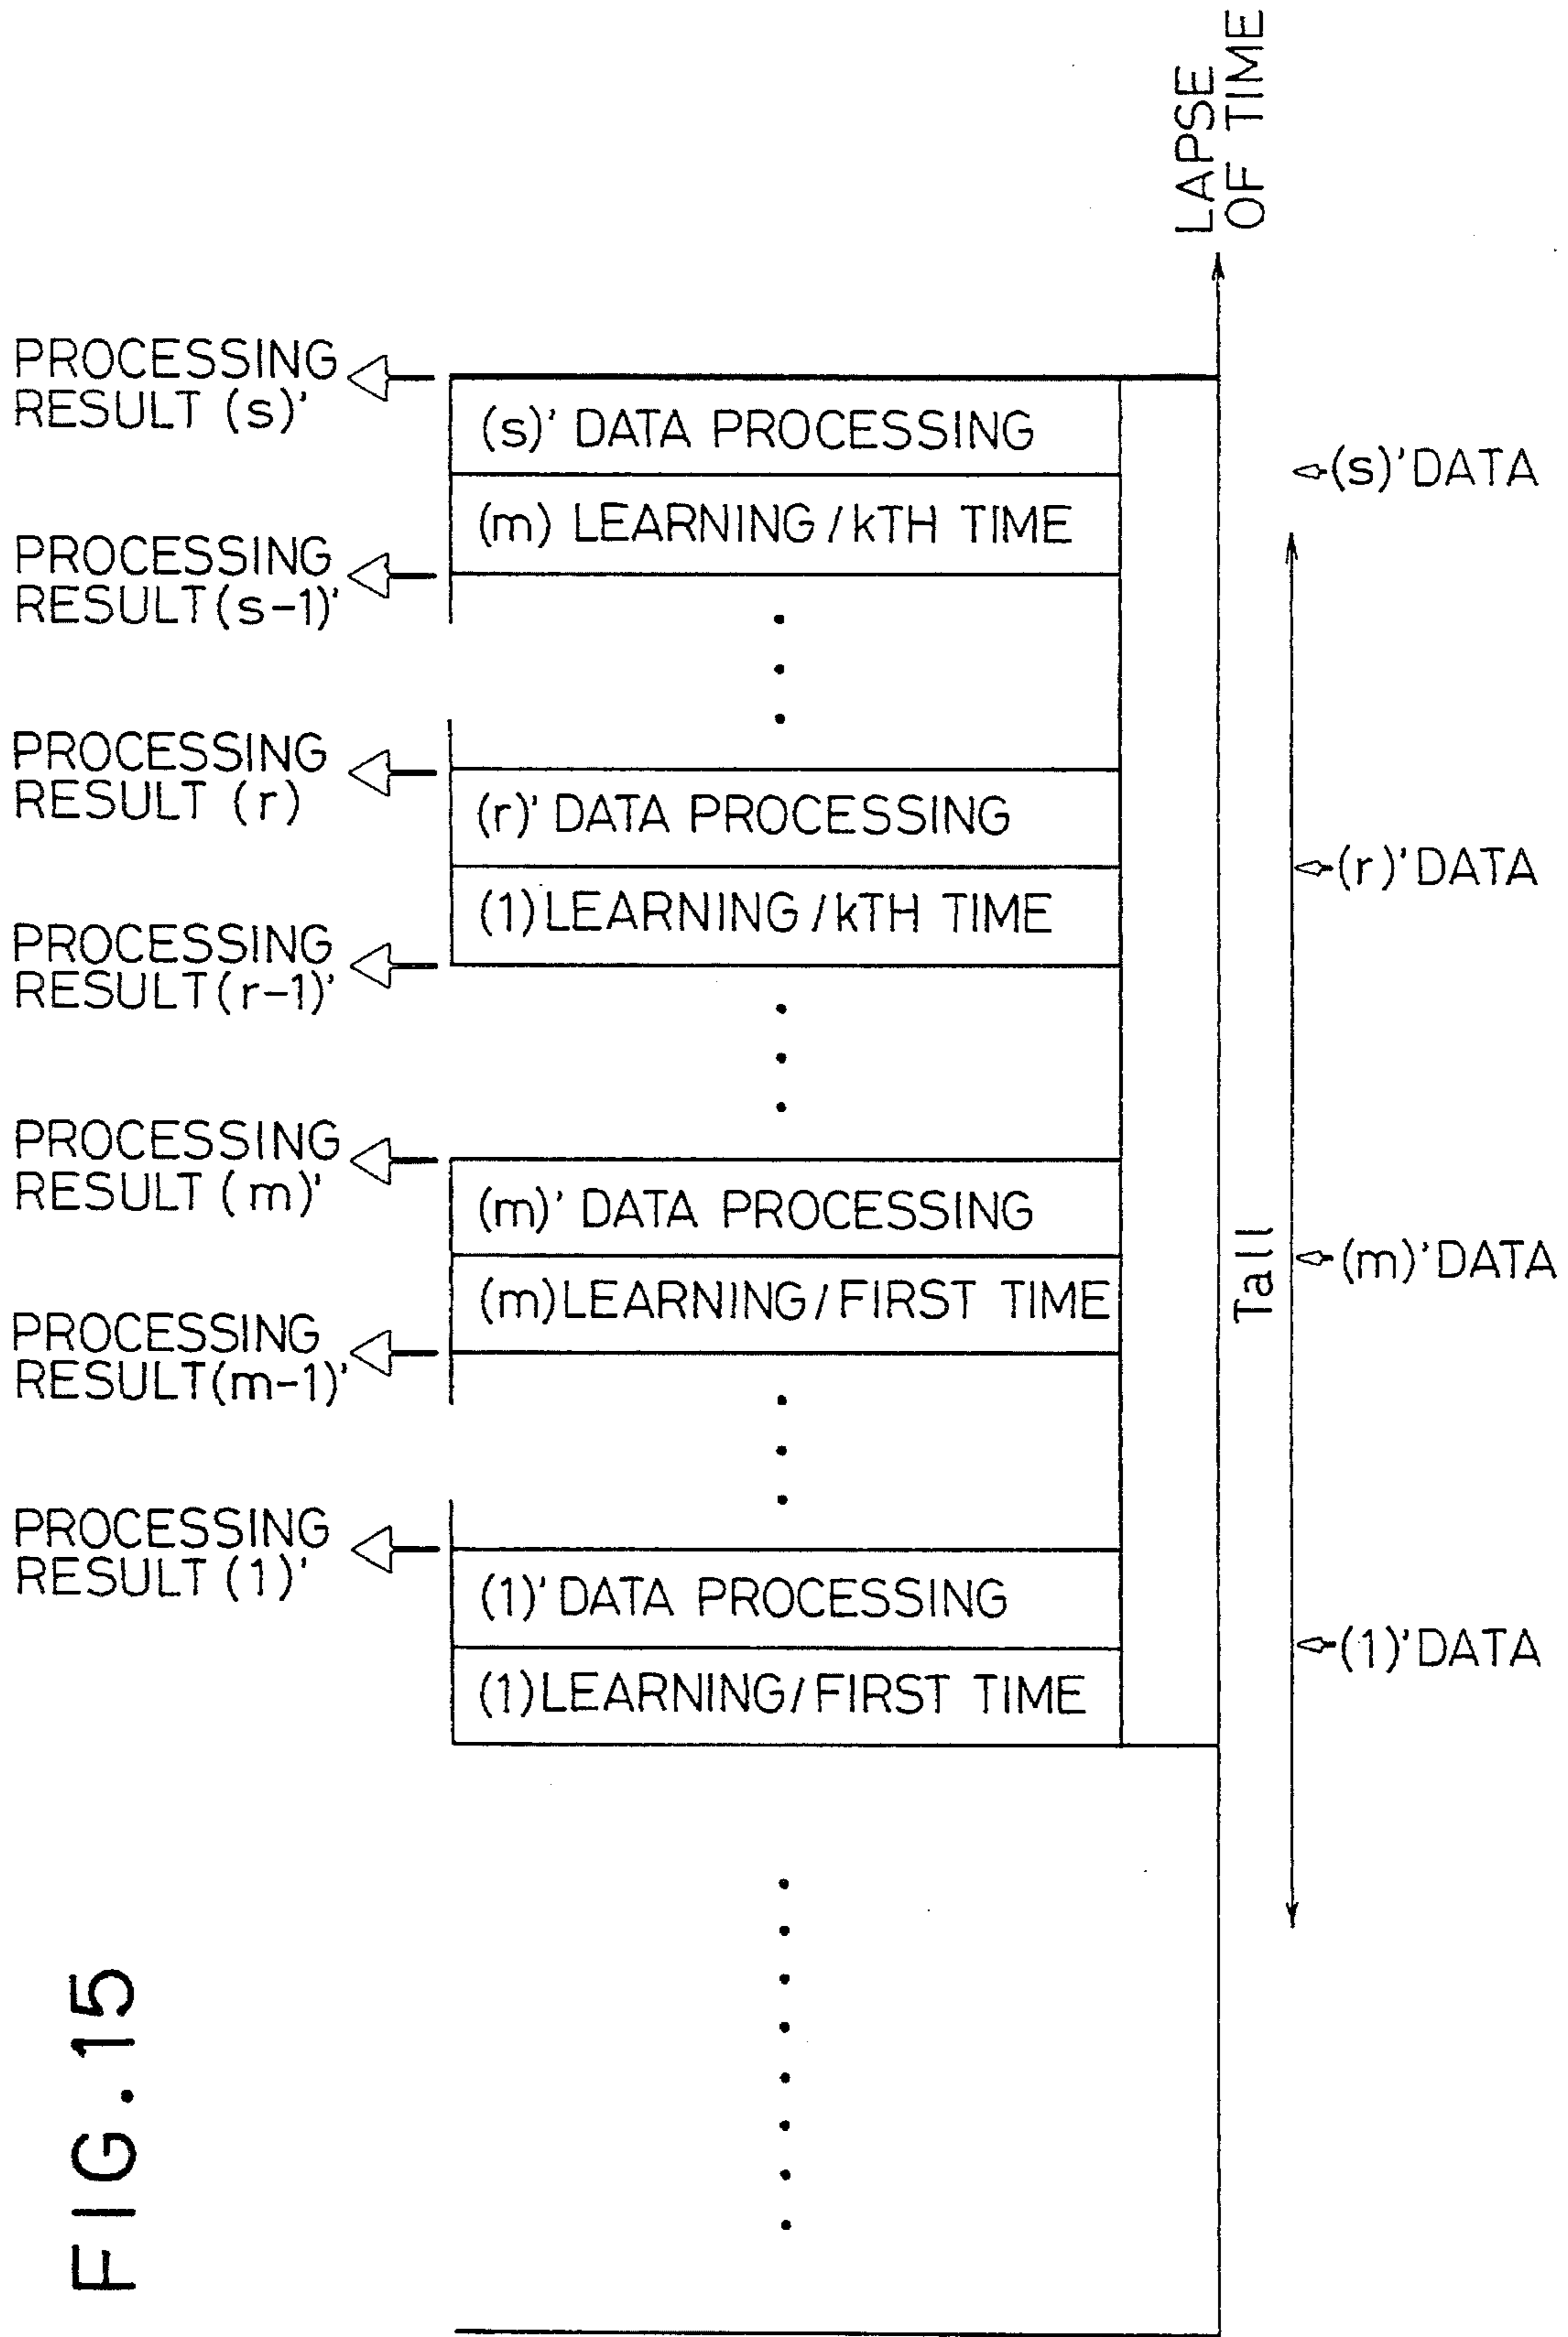 FIG.15
PROCESSING
RESULT (s)'
PROCESSING
RESULT(s-1)'
PROCESSING
RESULT (r)
PROCESSING
RESULT(r-1)'
PROCESSING
RESULT (m)'
PROCESSING
RESULT(m-1)'
PROCESSING
RESULT (1)'
(s)' DATA PROCESSING
(m) LEARNING/kTH TIME
(r)' DATA PROCESSING
(1)LEARNING/kTH TIME
(m)' DATA PROCESSING
(m)LEARNING/FIRST TIME
(1)' DATA PROCESSING
(1)LEARNING/FIRST TIME
LAPSE
OF TIME
Tall
(s)'DATA
(r)'DATA
(m)'DATA
(1)'DATA